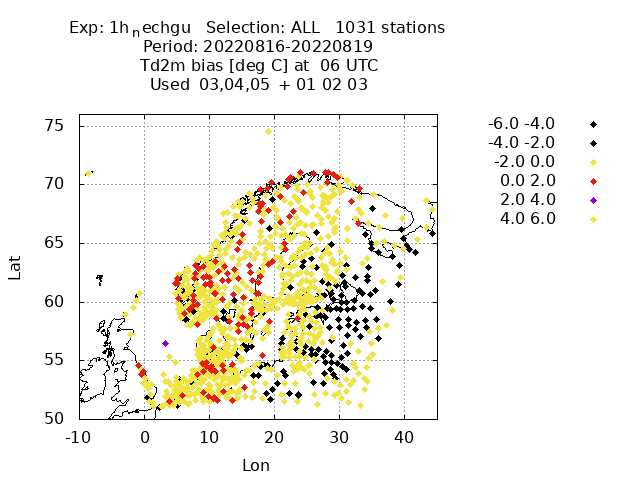 Exp: 1h_nechgu Selection: ALL 1031 stations
Period: 20220816-20220819
Td2m bias [deg C] at 06 UTC
Used 03,04,05 + 01 02 03
-6.0 -4.0
-4.0 -2.0
-2.0 0.0
0.0 2.0
2.0 4.0
4.0 6.0
75
70
65
60
55
50
Lat
-10 0 10 20 30 40
Lon